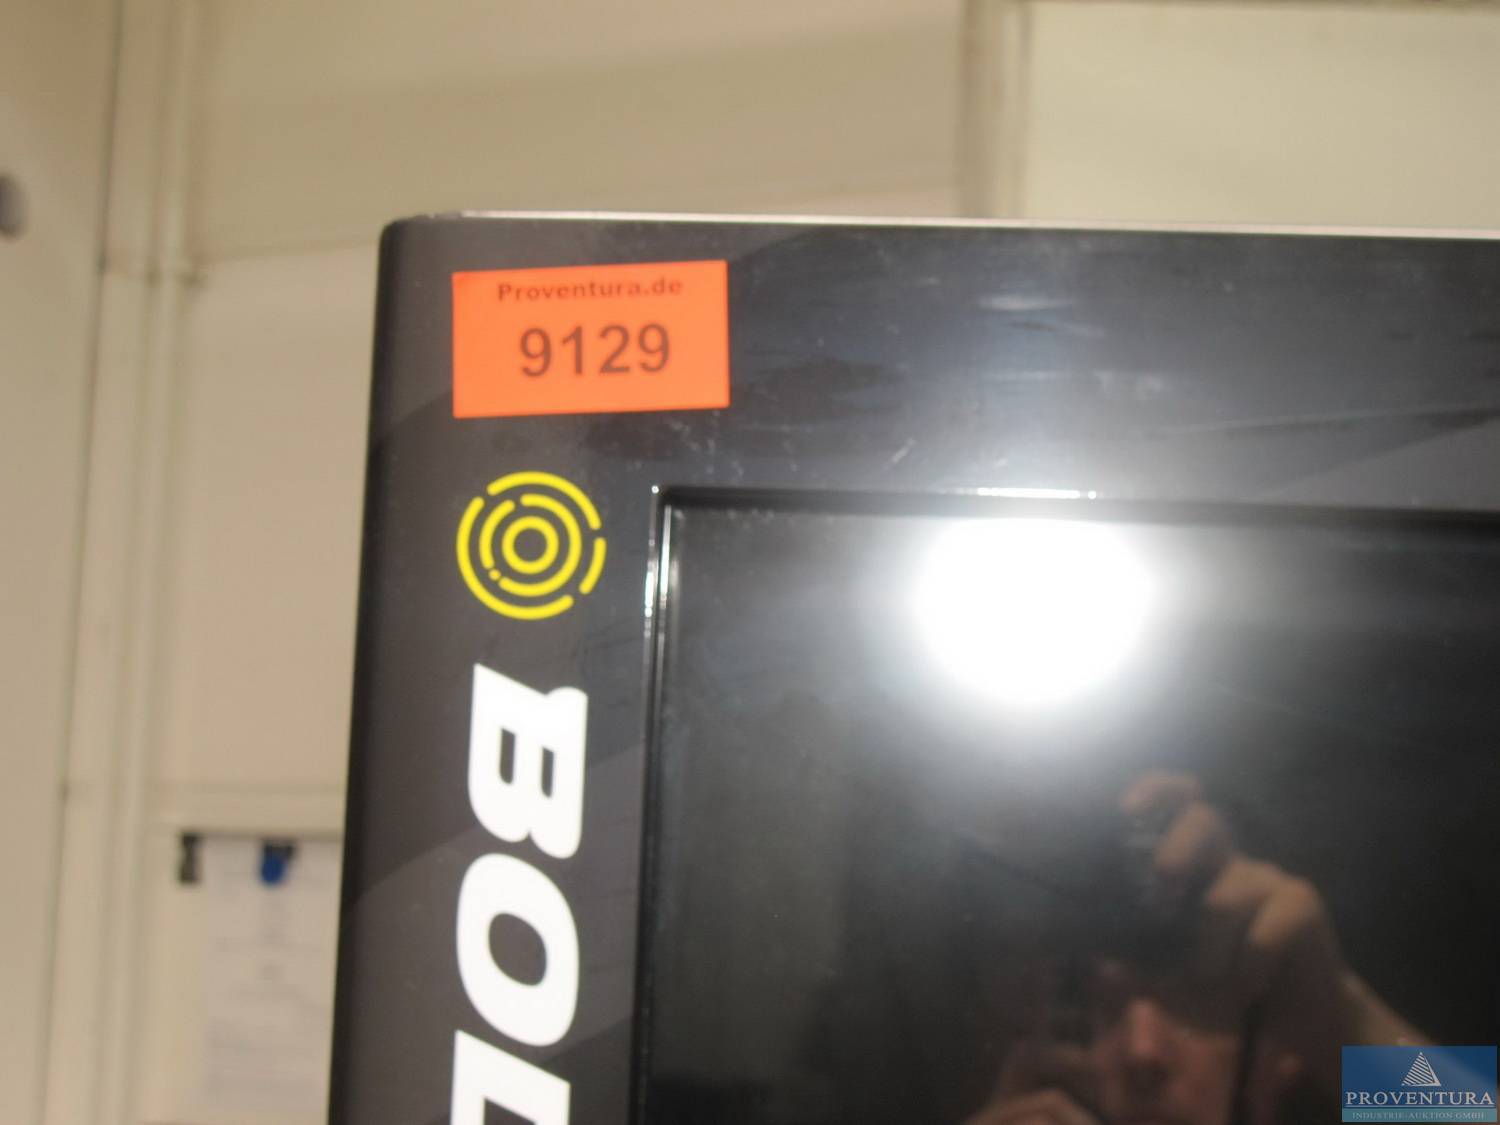 Proventura.de
9129
BOL
PROVENTURA
INDUSTRIE-AUKTION GMBH